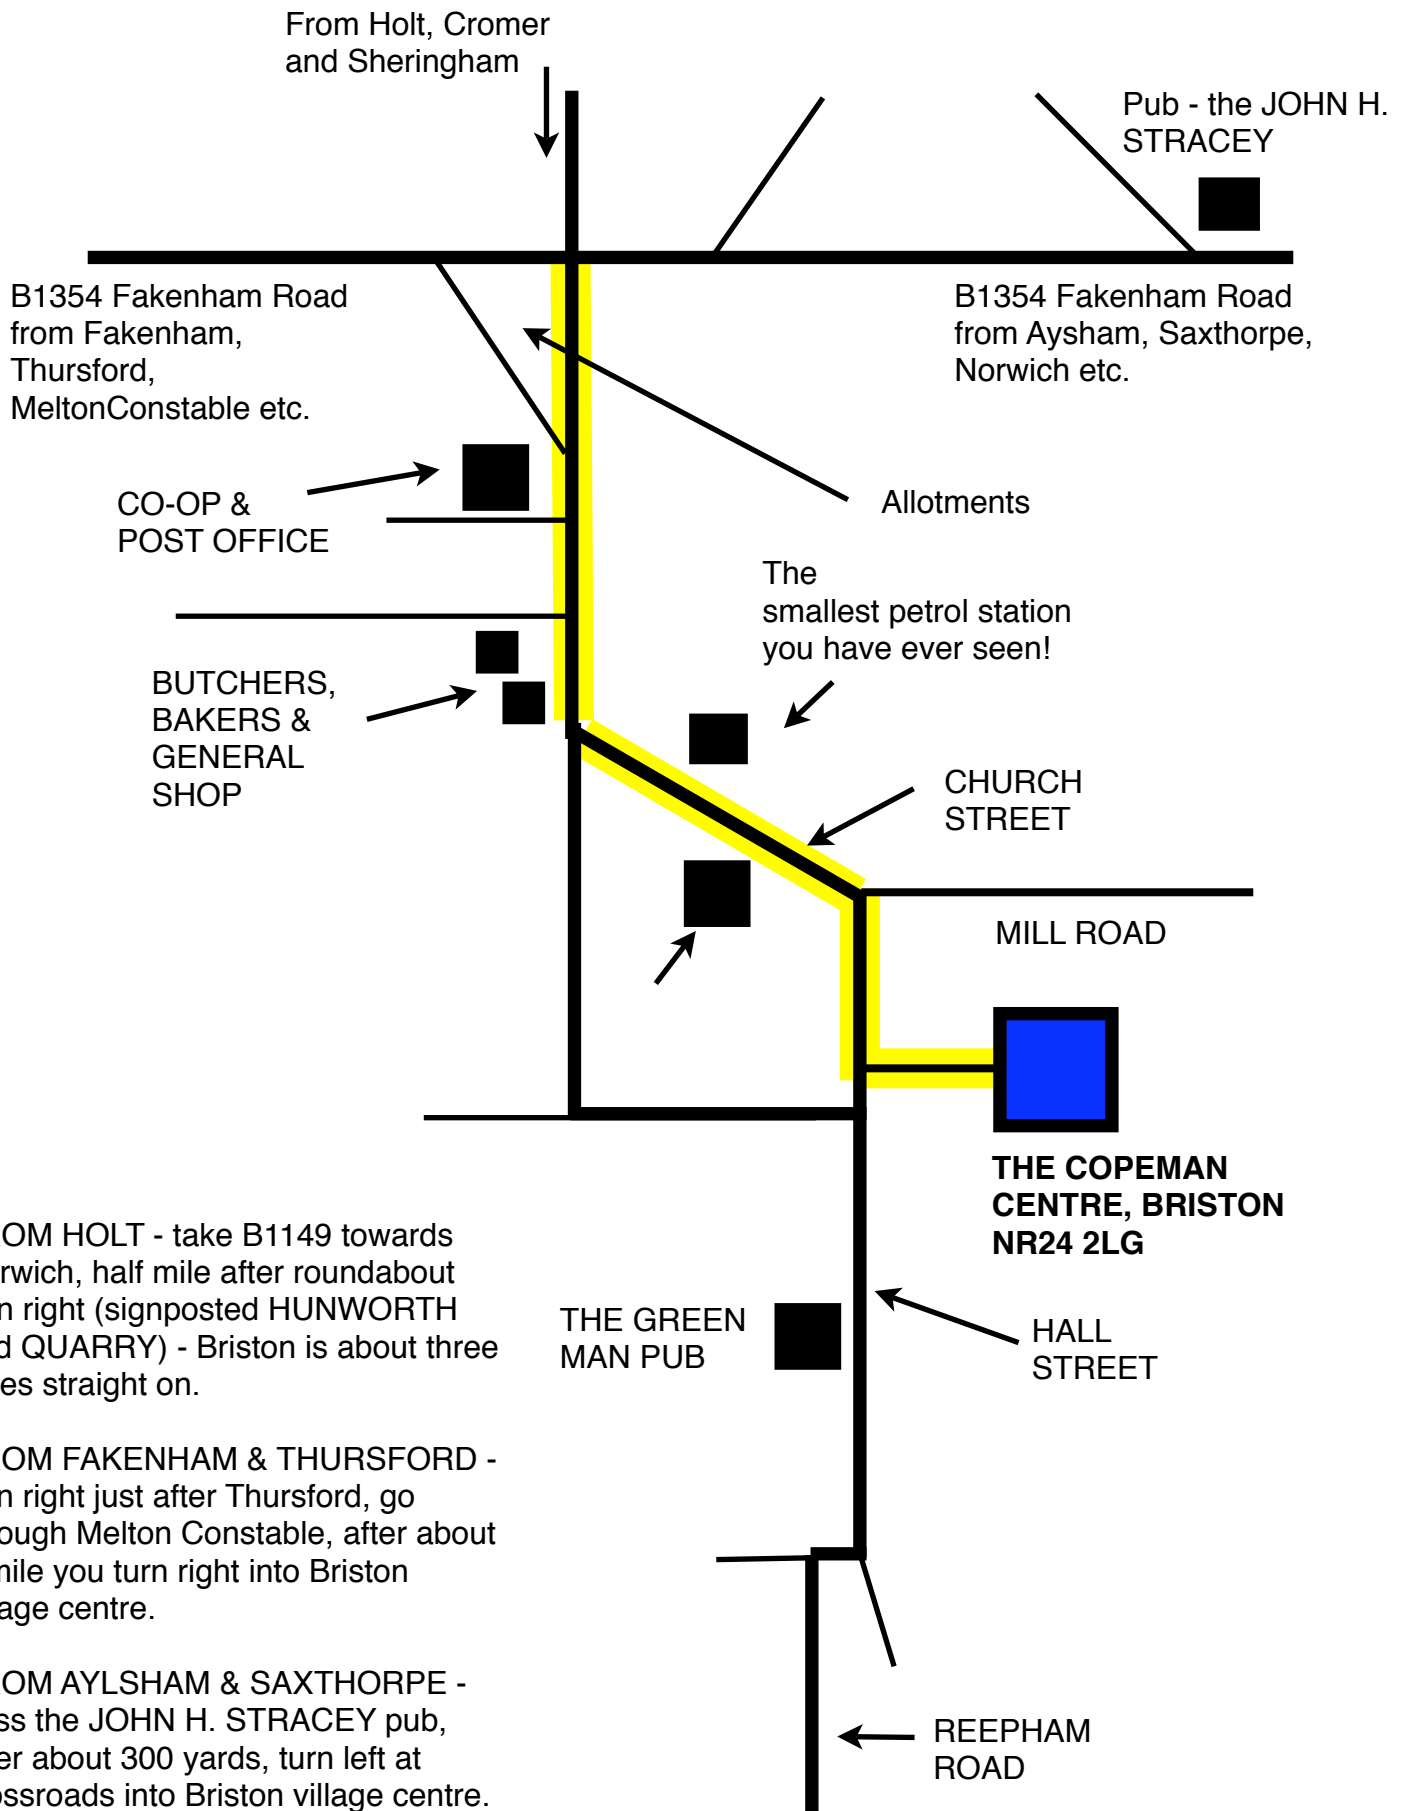 From Holt, Cromer
and Sheringham
Pub - the JOHN H.
STRACEY
B1354 Fakenham Road
from Fakenham,
Thursford,
MeltonConstable etc.
B1354 Fakenham Road
from Aysham, Saxthorpe,
Norwich etc.
CO-OP &
POST OFFICE
Allotments
The
smallest petrol station
you have ever seen!
BUTCHERS,
BAKERS &
GENERAL
SHOP
CHURCH
STREET
MILL ROAD
THE COPEMAN
CENTRE, BRISTON
NR24 2LG
OM HOLT - take B1149 towards
rwich, half mile after roundabout
n right (signposted HUNWORTH
d QUARRY) - Briston is about three
es straight on.
THE GREEN
MAN PUB
HALL
STREET
OM FAKENHAM & THURSFORD -
n right just after Thursford, go
ough Melton Constable, after about
mile you turn right into Briston
age centre.
OM AYLSHAM & SAXTHORPE -
ss the JOHN H. STRACEY pub,
er about 300 yards, turn left at
ossroads into Briston village centre.
REEPHAM
ROAD